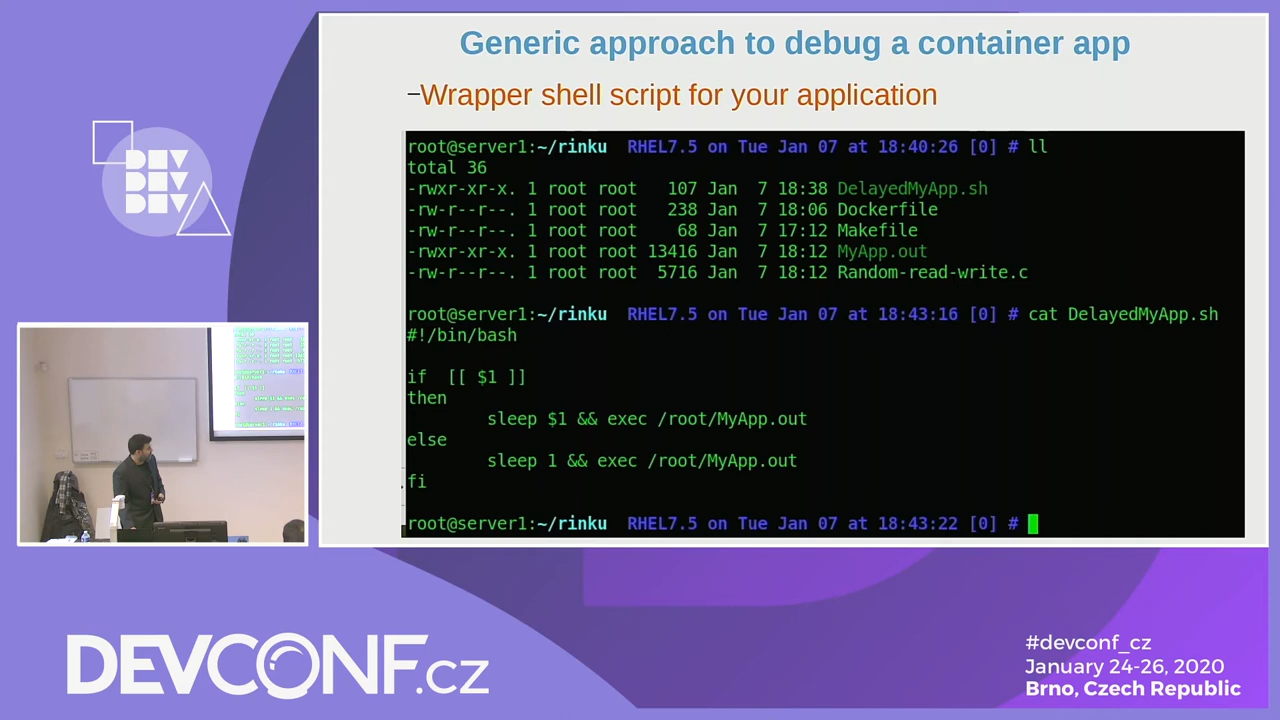 Generic approach to debug a container app
–Wrapper shell script for your application
root@server1:~/rinku  RHEL7.5 on Tue Jan 07 at 18:40:26 [0] # ll
total 36
-rwxr-xr-x. 1 root root   107 Jan  7 18:38 DelayedMyApp.sh
-rw-r--r--. 1 root root   238 Jan  7 18:06 Dockerfile
-rw-r--r--. 1 root root    68 Jan  7 17:12 Makefile
-rwxr-xr-x. 1 root root 13416 Jan  7 18:12 MyApp.out
-rw-r--r--. 1 root root  5716 Jan  7 18:12 Random-read-write.c
root@server1:~/rinku  RHEL7.5 on Tue Jan 07 at 18:43:16 [0] # cat DelayedMyApp.sh
#!/bin/bash
if  [[ $1 ]]
then
        sleep $1 && exec /root/MyApp.out
else
        sleep 1 && exec /root/MyApp.out
fi
root@server1:~/rinku  RHEL7.5 on Tue Jan 07 at 18:43:22 [0] #
DEV
DEV
DEV
DEVCONF.cz
#devconf_cz
January 24-26, 2020
Brno, Czech Republic